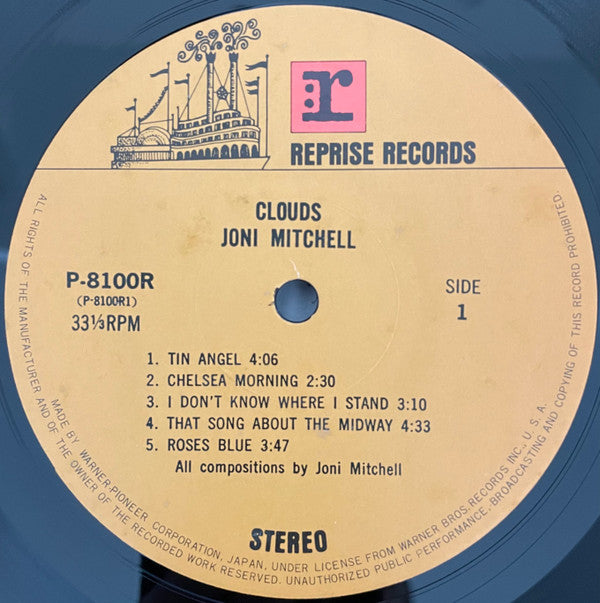 :r
REPRISE RECORDS
CLOUDS
JONI MITCHELL
P-8100R
(P-8100R1)
33⅓RPM
SIDE
1
1. TIN ANGEL 4:06
2. CHELSEA MORNING 2:30
3. I DON'T KNOW WHERE I STAND 3:10
4. THAT SONG ABOUT THE MIDWAY 4:33
5. ROSES BLUE 3:47
All compositions by Joni Mitchell
STEREO
MADE BY WARNER-PIONEER CORPORATION, JAPAN, UNDER LICENSE FROM WARNER BROS. RECORDS INC., U. S. A.
ALL RIGHTS OF THE MANUFACTURER AND OF THE OWNER OF THE RECORDED WORK RESERVED. UNAUTHORIZED PUBLIC PERFORMANCE, BROADCASTING AND COPYING OF THIS RECORD PROHIBITED.